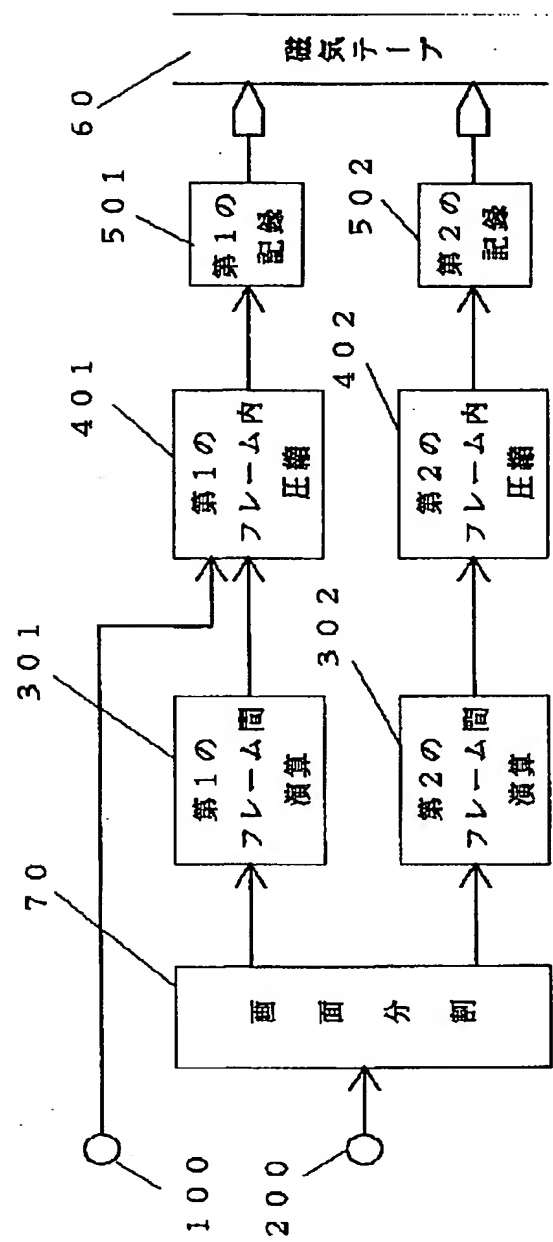 100
200
70
画面分割
301
第1の
フレーム間
演算
302
第2の
フレーム間
演算
401
第1の
フレーム内
圧縮
402
第2の
フレーム内
圧縮
501
第1の
記録
502
第2の
記録
60
磁気テープ